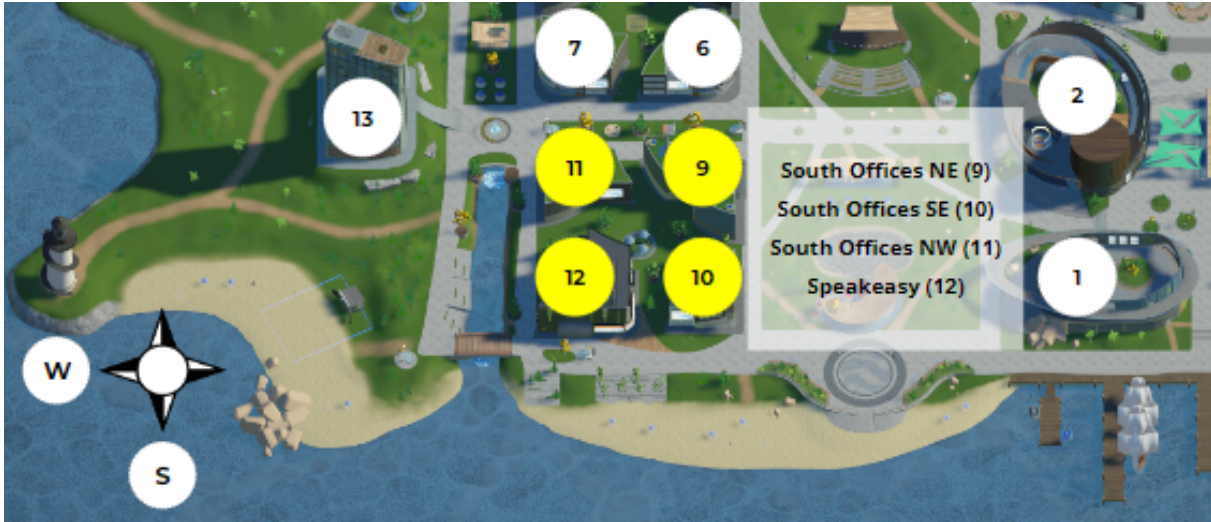 7
6
2
13
11
9
South Offices NE (9)
South Offices SE (10)
South Offices NW (11)
Speakeasy (12)
12
10
1
W
S